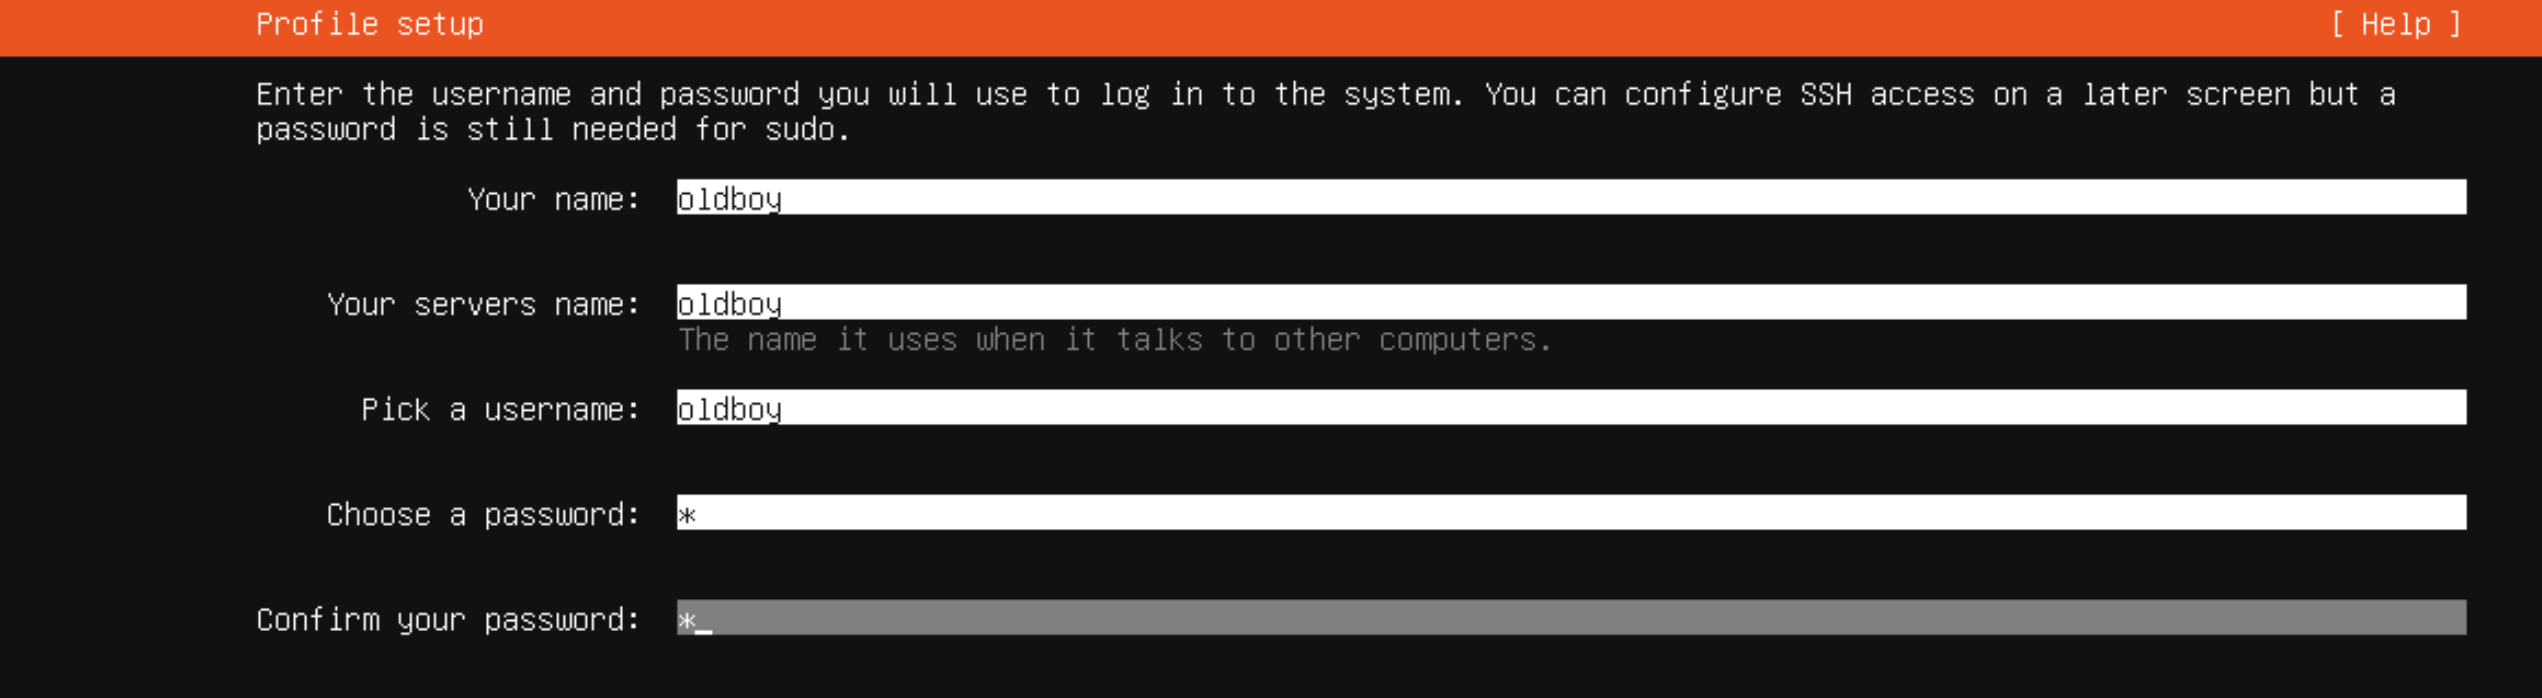 Profile setup [ Help ]
Enter the username and password you will use to log in to the system. You can configure SSH access on a later screen but a
password is still needed for sudo.
Your name: oldboy
Your servers name: oldboy
The name it uses when it talks to other computers.
Pick a username: oldboy
Choose a password: *
Confirm your password: *_